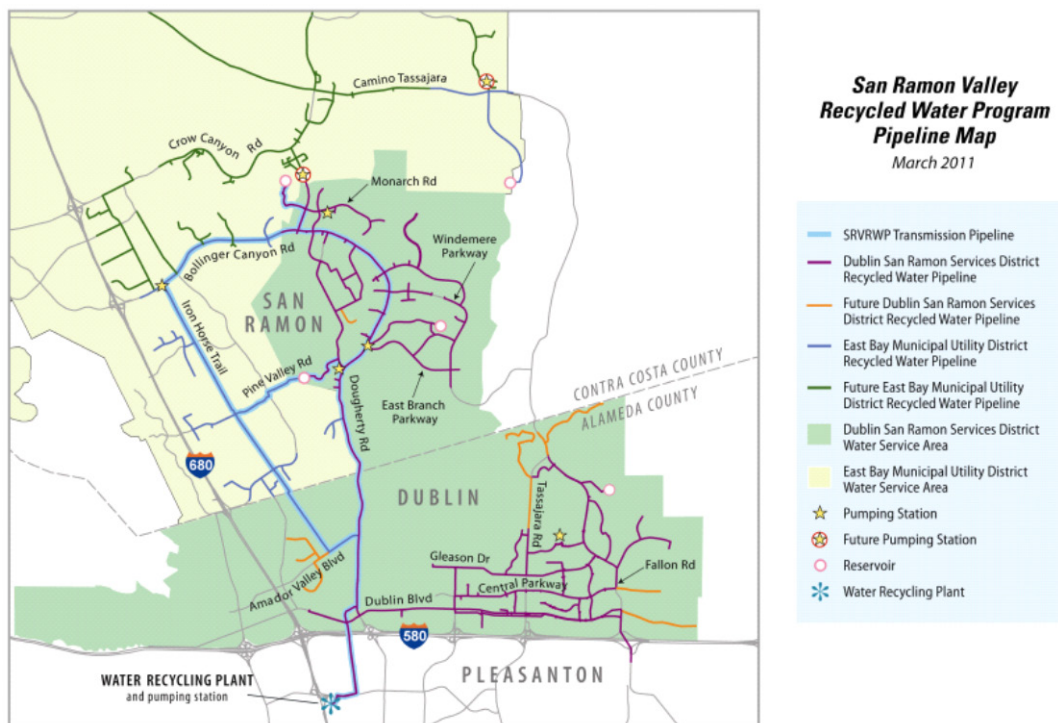 San Ramon Valley
Recycled Water Program
Pipeline Map
March 2011
SRVRWP Transmission Pipeline
Dublin San Ramon Services District
Recycled Water Pipeline
Future Dublin San Ramon Services
District Recycled Water Pipeline
East Bay Municipal Utility District
Recycled Water Pipeline
Future East Bay Municipal Utility
District Recycled Water Pipeline
Dublin San Ramon Services District
Water Service Area
East Bay Municipal Utility District
Water Service Area
Pumping Station
Future Pumping Station
Reservoir
Water Recycling Plant
Camino Tassajara
Crow Canyon Rd
Monarch Rd
Windemere
Parkway
Bollinger Canyon Rd
SAN
RAMON
Iron Horse Trail
Pine Valley Rd
Dougherty Rd
East Branch
Parkway
CONTRA COSTA COUNTY
ALAMEDA COUNTY
680
DUBLIN
Tassajara Rd
Gleason Dr
Fallon Rd
Central Parkway
Amador Valley Blvd
Dublin Blvd
580
PLEASANTON
WATER RECYCLING PLANT
and pumping station